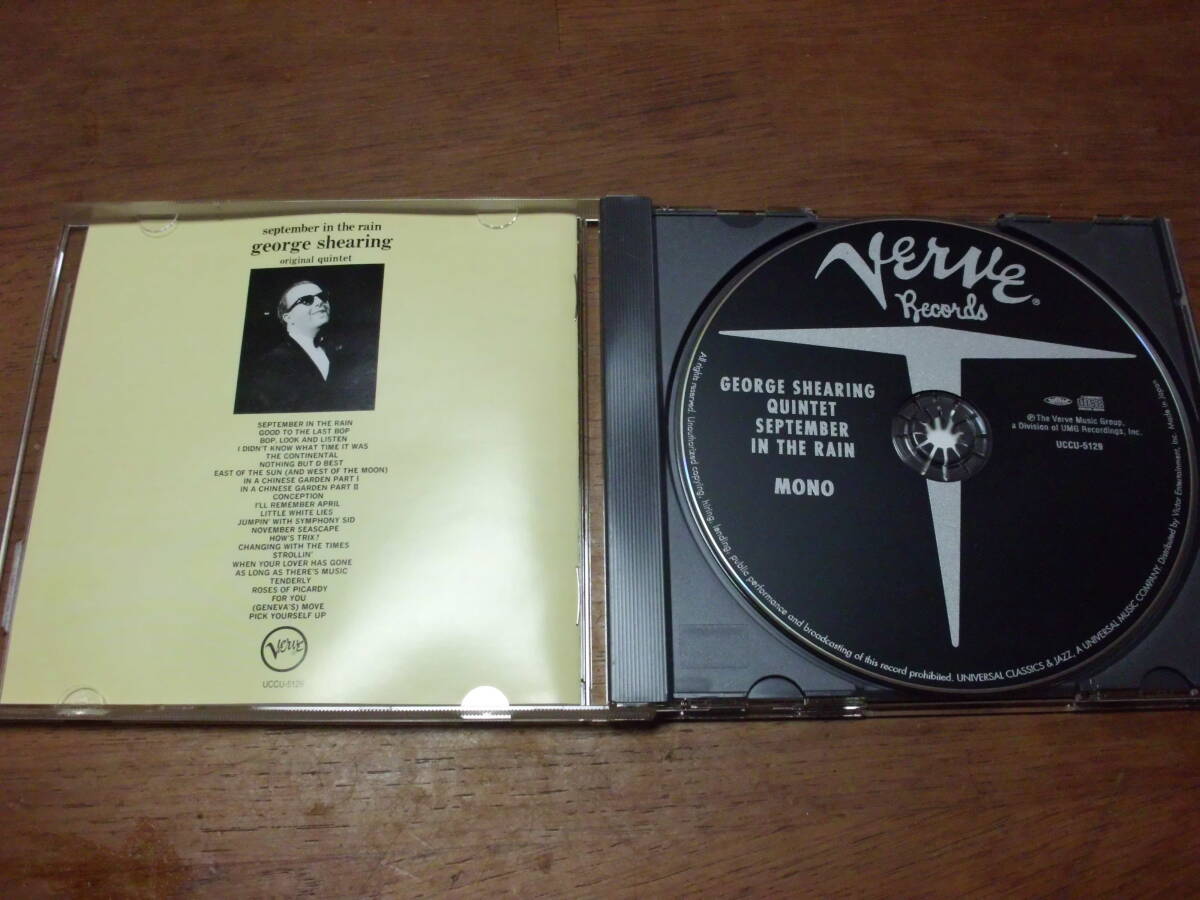 september in the rain
george shearing
original quintet
SEPTEMBER IN THE RAIN
GOOD TO THE LAST BOP
BOP, LOOK AND LISTEN
I DIDN'T KNOW WHAT TIME IT WAS
THE CONTINENTAL
NOTHING BUT D BEST
EAST OF THE SUN (AND WEST OF THE MOON)
IN A CHINESE GARDEN PART I
IN A CHINESE GARDEN PART II
CONCEPTION
I'LL REMEMBER APRIL
LITTLE WHITE LIES
JUMPIN' WITH SYMPHONY SID
NOVEMBER SEASCAPE
HOW'S TRIX?
CHANGING WITH THE TIMES
STROLLIN'
WHEN YOUR LOVER HAS GONE
AS LONG AS THERE'S MUSIC
TENDERLY
ROSES OF PICARDY
FOR YOU
(GENEVA'S) MOVE
PICK YOURSELF UP
Verve
UCCU-5129
Verve®
Records
GEORGE SHEARING
QUINTET
SEPTEMBER
IN THE RAIN
MONO
℗ The Verve Music Group,
a Division of UMG Recordings, Inc.
UCCU-5129
All rights reserved. Unauthorized copying, hiring, lending, public performance and broadcasting of this record prohibited. UNIVERSAL CLASSICS & JAZZ, A UNIVERSAL MUSIC COMPANY. Distributed by Victor Entertainment, Inc. Made in Japan